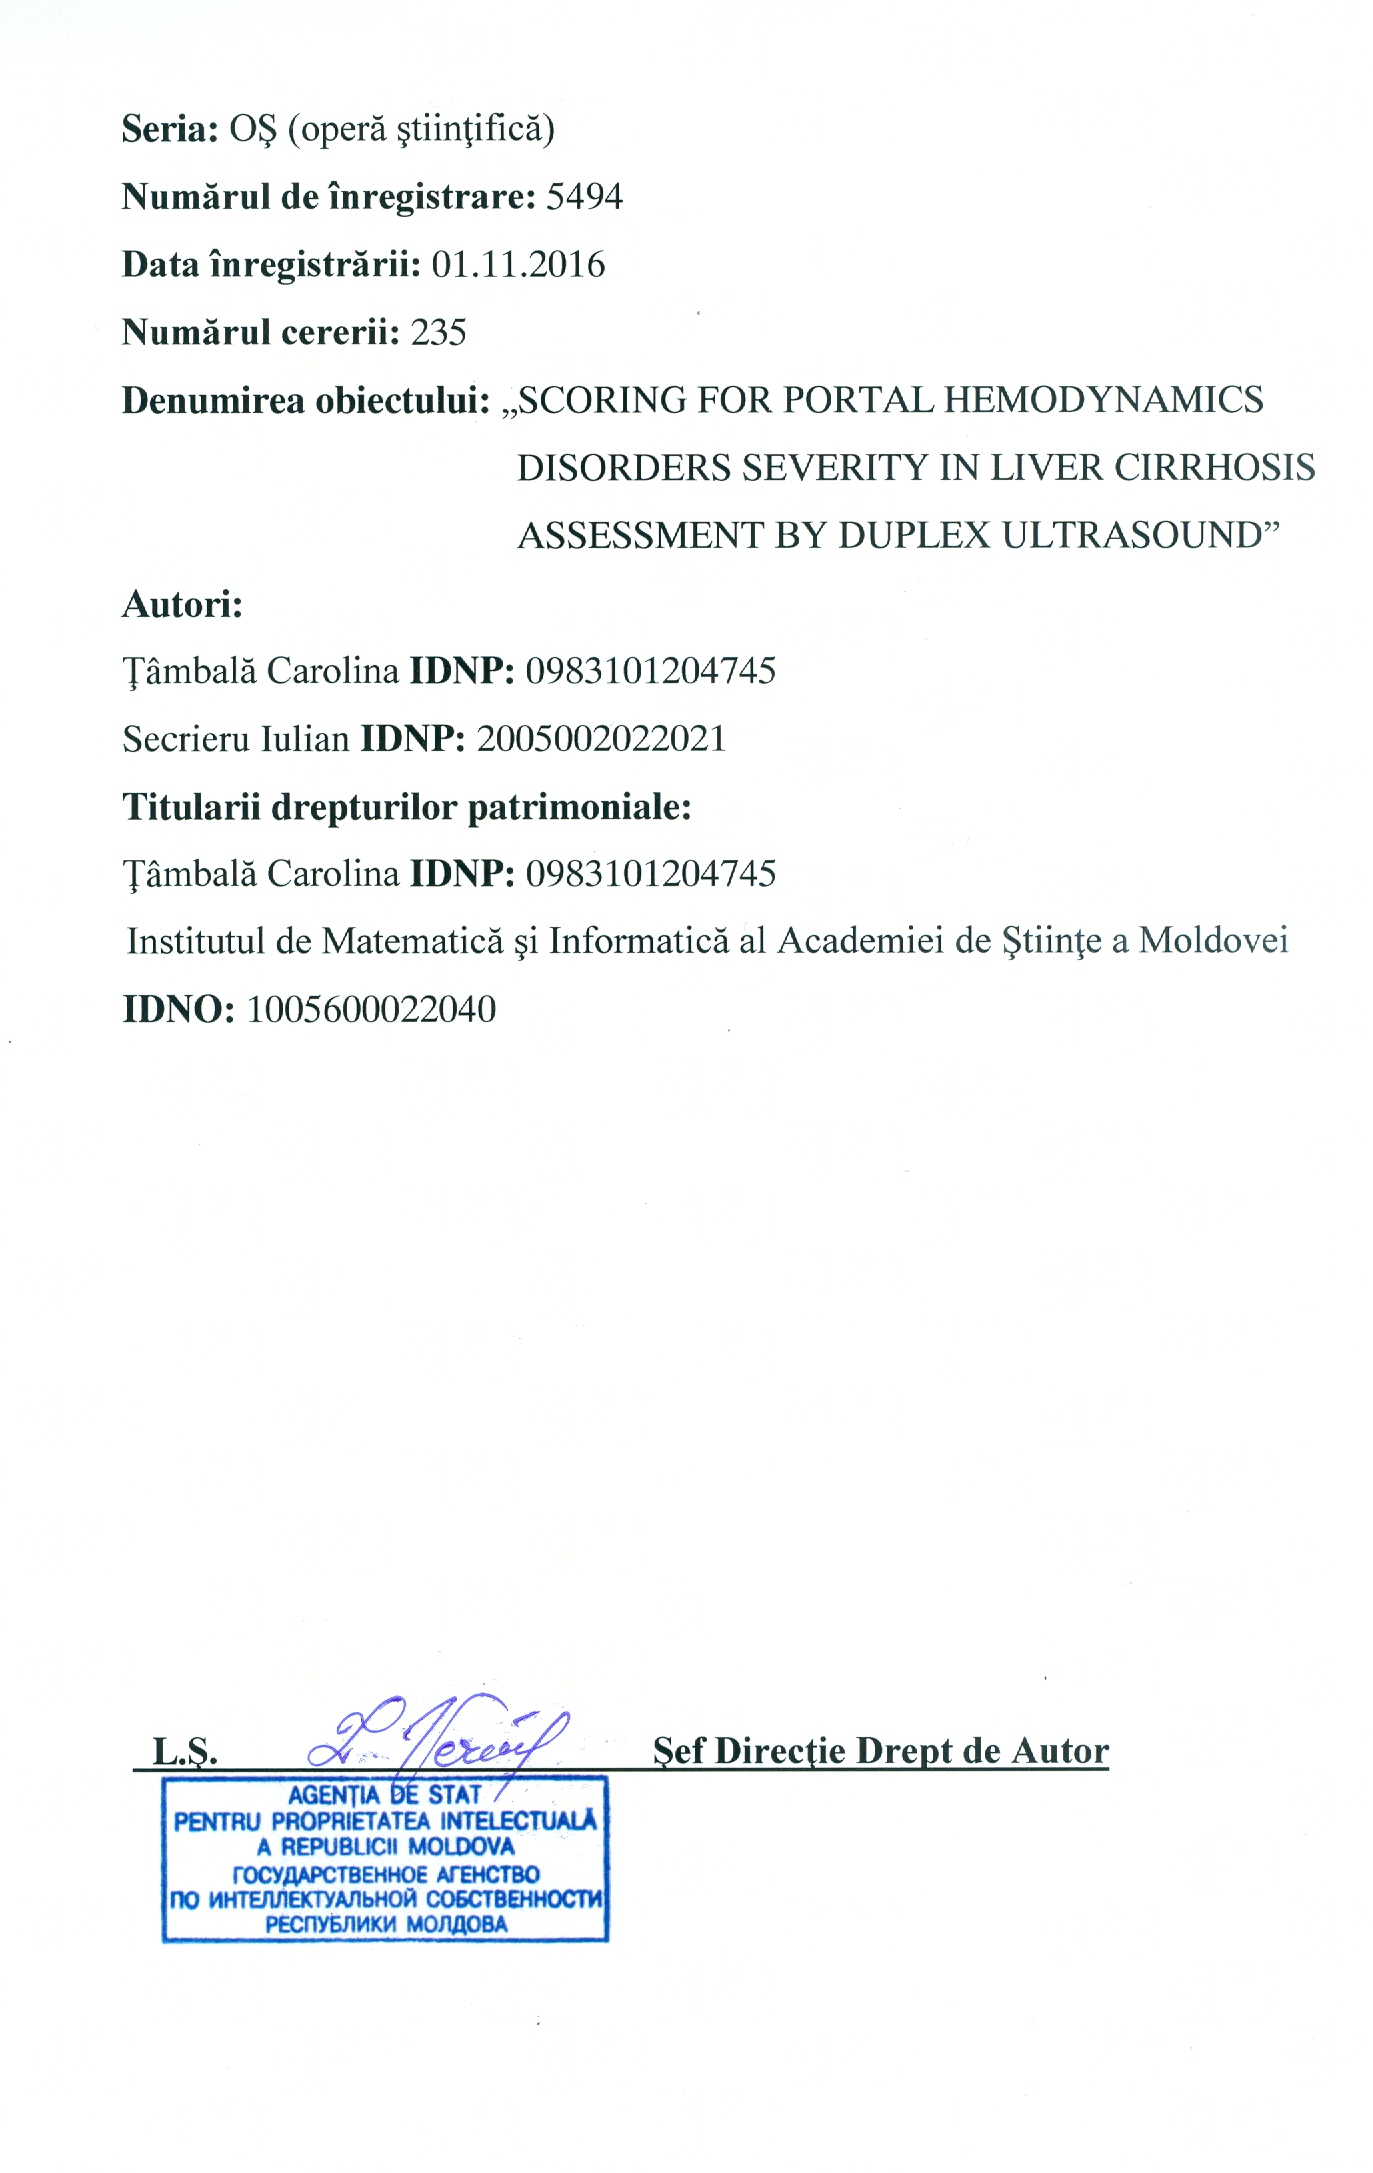 Seria: OŞ (operă ştiinţifică)
Numărul de înregistrare: 5494
Data înregistrării: 01.11.2016
Numărul cererii: 235
Denumirea obiectului: „SCORING FOR PORTAL HEMODYNAMICS
DISORDERS SEVERITY IN LIVER CIRRHOSIS
ASSESSMENT BY DUPLEX ULTRASOUND”
Autori:
Ţâmbală Carolina IDNP: 0983101204745
Secrieru Iulian IDNP: 2005002022021
Titularii drepturilor patrimoniale:
Ţâmbală Carolina IDNP: 0983101204745
Institutul de Matematică şi Informatică al Academiei de Ştiinţe a Moldovei
IDNO: 1005600022040
L.Ş. Şef Direcţie Drept de Autor
AGENŢIA DE STAT
PENTRU PROPRIETATEA INTELECTUALĂ
A REPUBLICII MOLDOVA
ГОСУДАРСТВЕННОЕ АГЕНСТВО
ПО ИНТЕЛЛЕКТУАЛЬНОЙ СОБСТВЕННОСТИ
РЕСПУБЛИКИ МОЛДОВА